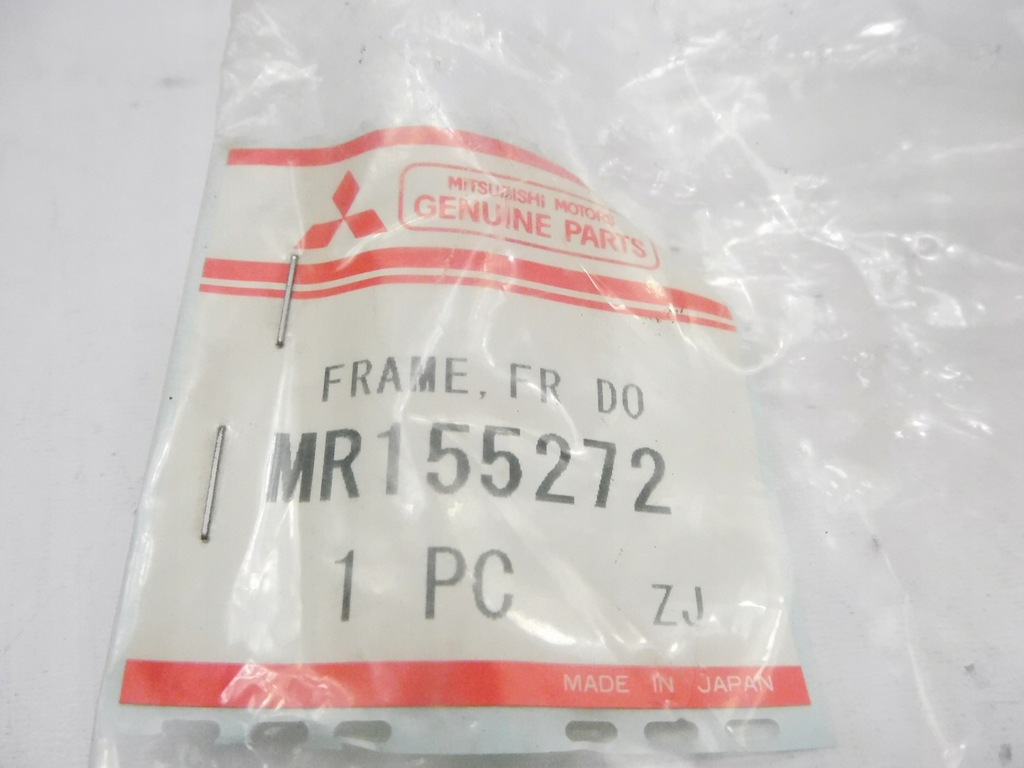 MITSUBISHI MOTORS
GENUINE PARTS
FRAME, FR DO
MR155272
1 PC ZJ
MADE IN JAPAN